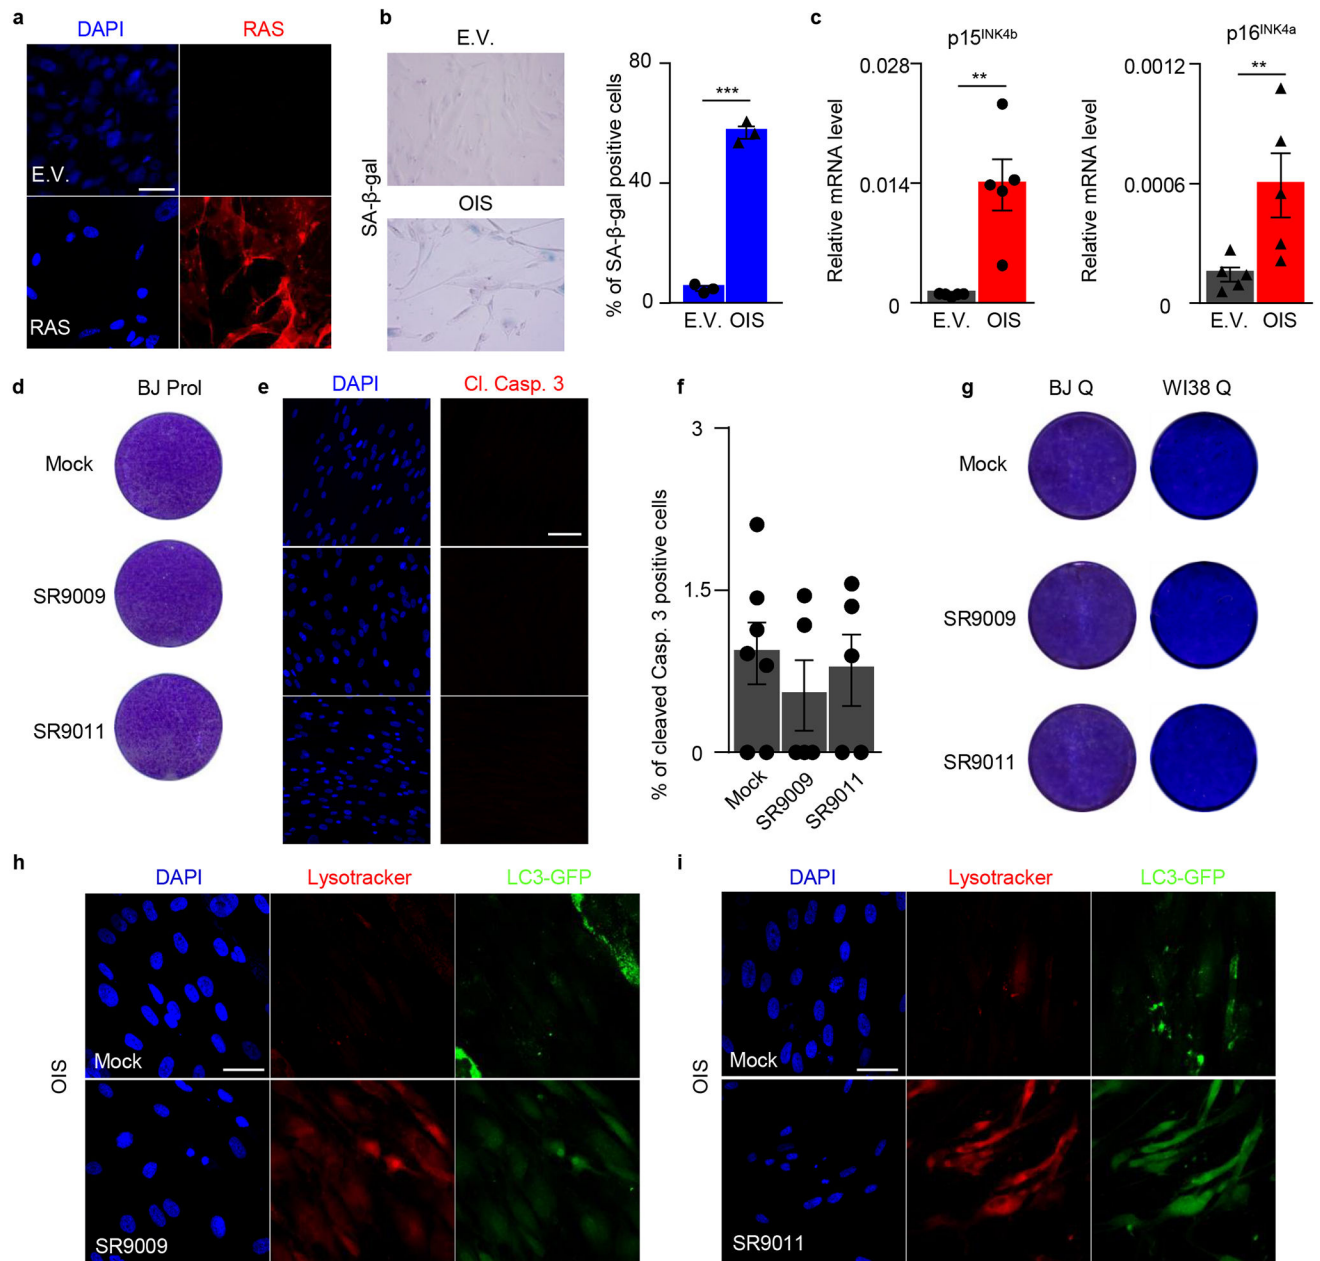 a
DAPI
RAS
E.V.
RAS
b
E.V.
OIS
SA-β-gal
% of SA-β-gal positive cells
80
40
0
***
E.V. OIS
c
p15INK4b
Relative mRNA level
0.028
0.014
0
**
E.V. OIS
p16INK4a
Relative mRNA level
0.0012
0.0006
0
**
E.V. OIS
d
BJ Prol
Mock
SR9009
SR9011
e
DAPI
Cl. Casp. 3
f
% of cleaved Casp. 3 positive cells
3
1.5
0
Mock
SR9009
SR9011
g
BJ Q
WI38 Q
Mock
SR9009
SR9011
h
DAPI
Lysotracker
LC3-GFP
OIS
Mock
SR9009
i
DAPI
Lysotracker
LC3-GFP
OIS
Mock
SR9011